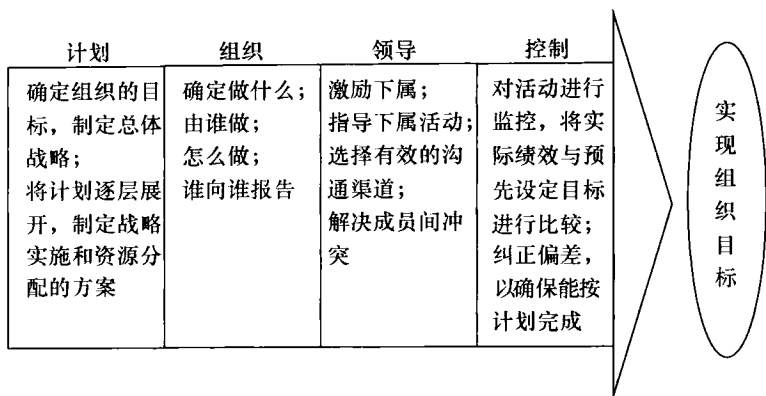 计划
组织
领导
控制
确定组织的目
标，制定总体
战略；
将计划逐层展
开，制定战略
实施和资源分
配的方案
确定做什么；
由谁做；
怎么做；
谁向谁报告
激励下属；
指导下属活动；
选择有效的沟
通渠道；
解决成员间冲
突
对活动进行
监控，将实
际绩效与预
先设定目标
进行比较；
纠正偏差，
以确保能按
计划完成
实现组织目标